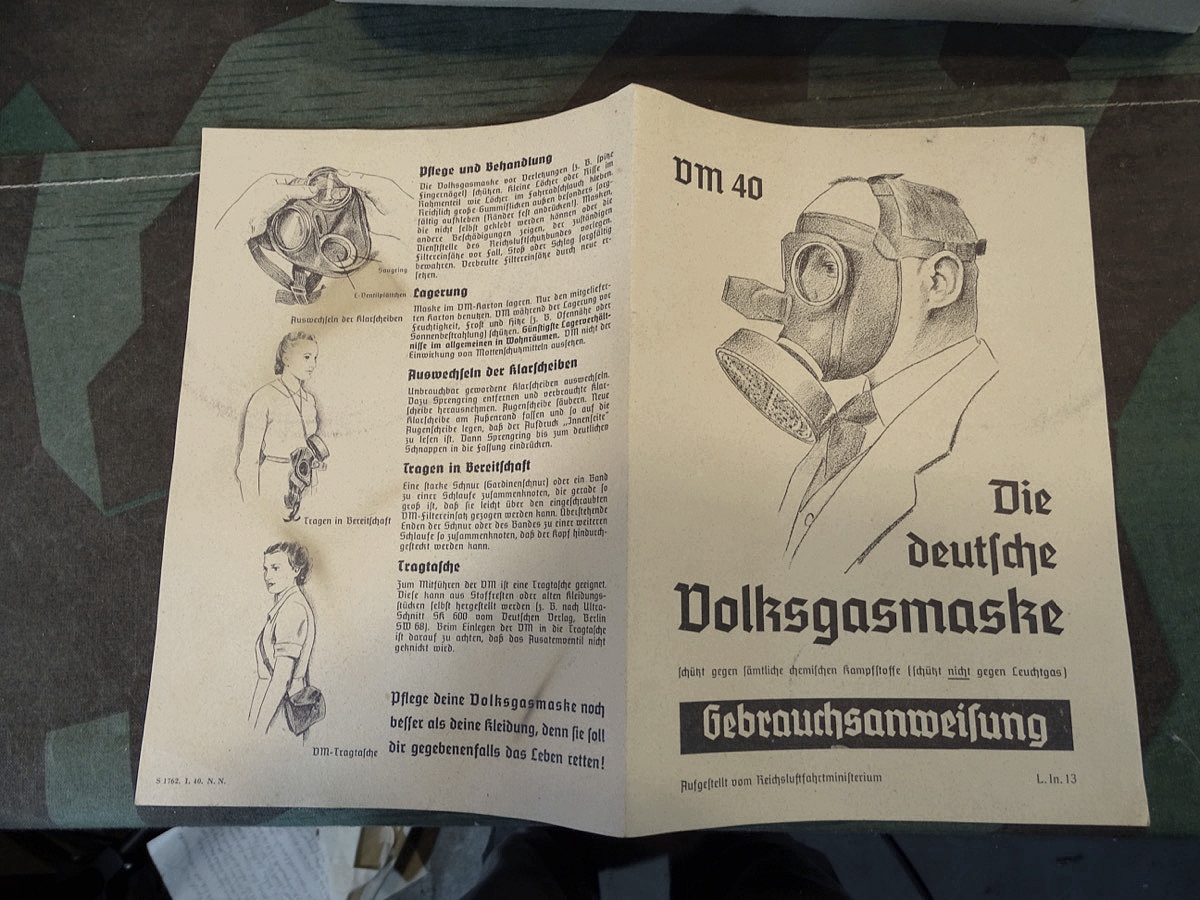 Pflege und Behandlung
Die Volksgasmaske vor Verletzungen (z. B. spitze
Fingernägel) schützen. Kleine Löcher oder Risse im
Rahmenteil wie Löcher im Fahrradschlauch kleben.
Reichlich große Gummiflicken außen besonders sorg-
fältig aufkleben (Ränder fest andrücken!). Masken,
die nicht selbst geklebt werden können oder die
andere Beschädigungen zeigen, der zuständigen
Dienststelle des Reichsluftschutzbundes vorlegen.
Filtereinsätze vor Fall, Stoß oder Schlag sorgfältig
bewahren. Verbeulte Filtereinsätze durch neue er-
setzen.
Saugring
E-Ventilplättchen
Auswechseln der Klarscheiben
Lagerung
Maske im VM-Karton lagern. Nur den mitgeliefer-
ten Karton benutzen. VM während der Lagerung vor
Feuchtigkeit, Frost und Hitze (z. B. Ofennähe oder
Sonnenbestrahlung) schützen. Günstigste Lagerverhält-
nisse im allgemeinen in Wohnräumen. VM nicht der
Einwirkung von Mottenschutzmitteln aussetzen.
Auswechseln der Klarscheiben
Unbrauchbar gewordene Klarscheiben auswechseln.
Dazu Sprengring entfernen und verbrauchte Klar-
scheibe herausnehmen. Augenscheibe säubern. Neue
Klarscheibe am Außenrand fassen und so auf die
Augenscheibe legen, daß der Aufdruck „Innenseite“
zu lesen ist. Dann Sprengring bis zum deutlichen
Schnappen in die Fassung eindrücken.
Tragen in Bereitschaft
Eine starke Schnur (Gardinenschnur) oder ein Band
zu einer Schlaufe zusammenknoten, die gerade so
groß ist, daß sie leicht über den eingeschraubten
VM-Filtereinsatz gezogen werden kann. Überstehende
Enden der Schnur oder des Bandes zu einer weiteren
Schlaufe so zusammenknoten, daß der Kopf hindurch-
gesteckt werden kann.
Tragen in Bereitschaft
Tragtasche
Zum Mitführen der VM ist eine Tragtasche geeignet.
Diese kann aus Stoffresten oder alten Kleidungs-
stücken selbst hergestellt werden (z. B. nach Ultra-
Schnitt SK 600 vom Deutschen Verlag, Berlin
SW 68). Beim Einlegen der VM in die Tragtasche
ist darauf zu achten, daß das Ausatemventil nicht
geknickt wird.
VM-Tragtasche
Pflege deine Volksgasmaske noch
besser als deine Kleidung, denn sie soll
dir gegebenenfalls das Leben retten!
S 1762. 1. 40. N. N.
VM 40
Die
deutsche
Volksgasmaske
schützt gegen sämtliche chemischen Kampfstoffe (schützt nicht gegen Leuchtgas)
Gebrauchsanweisung
Aufgestellt vom Reichsluftfahrtministerium
L. In. 13